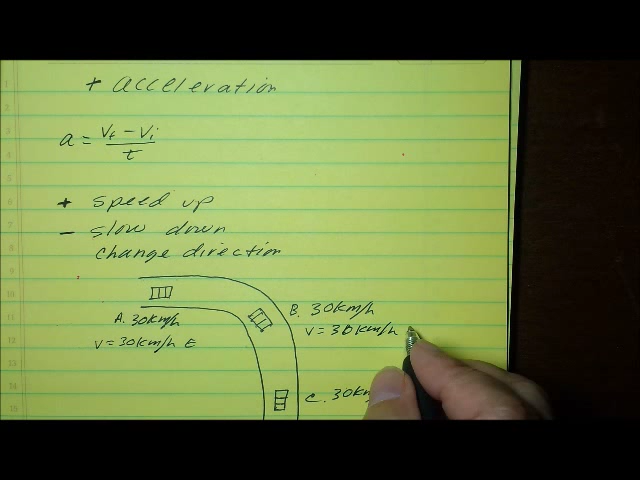 + acceleration
a = (Vf - Vi)/t
+ speed up
- slow down
change direction
A. 30km/h
V = 30km/h E
B. 30km/h
V = 30km/h
C. 30km